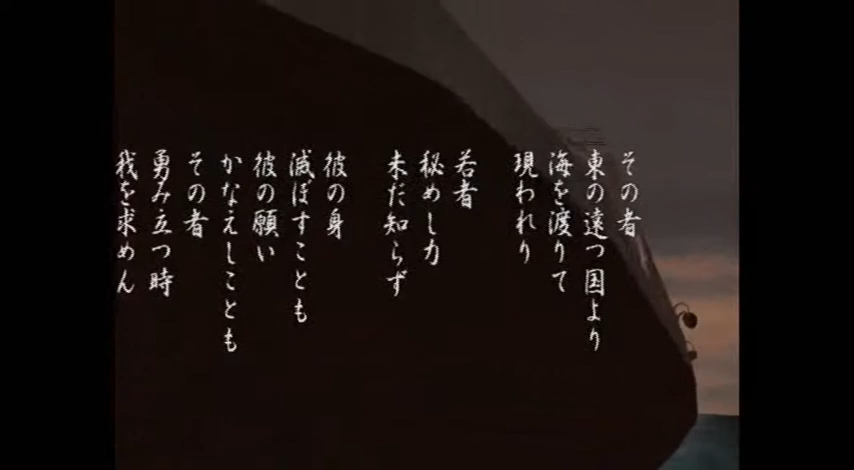 その者
東の遠つ国より
海を渡りて
現われり
若者
秘めし力
未だ知らず
彼の身
滅ぼすことも
彼の願い
かなえしことも
その者
勇み立つ時
我を求めん